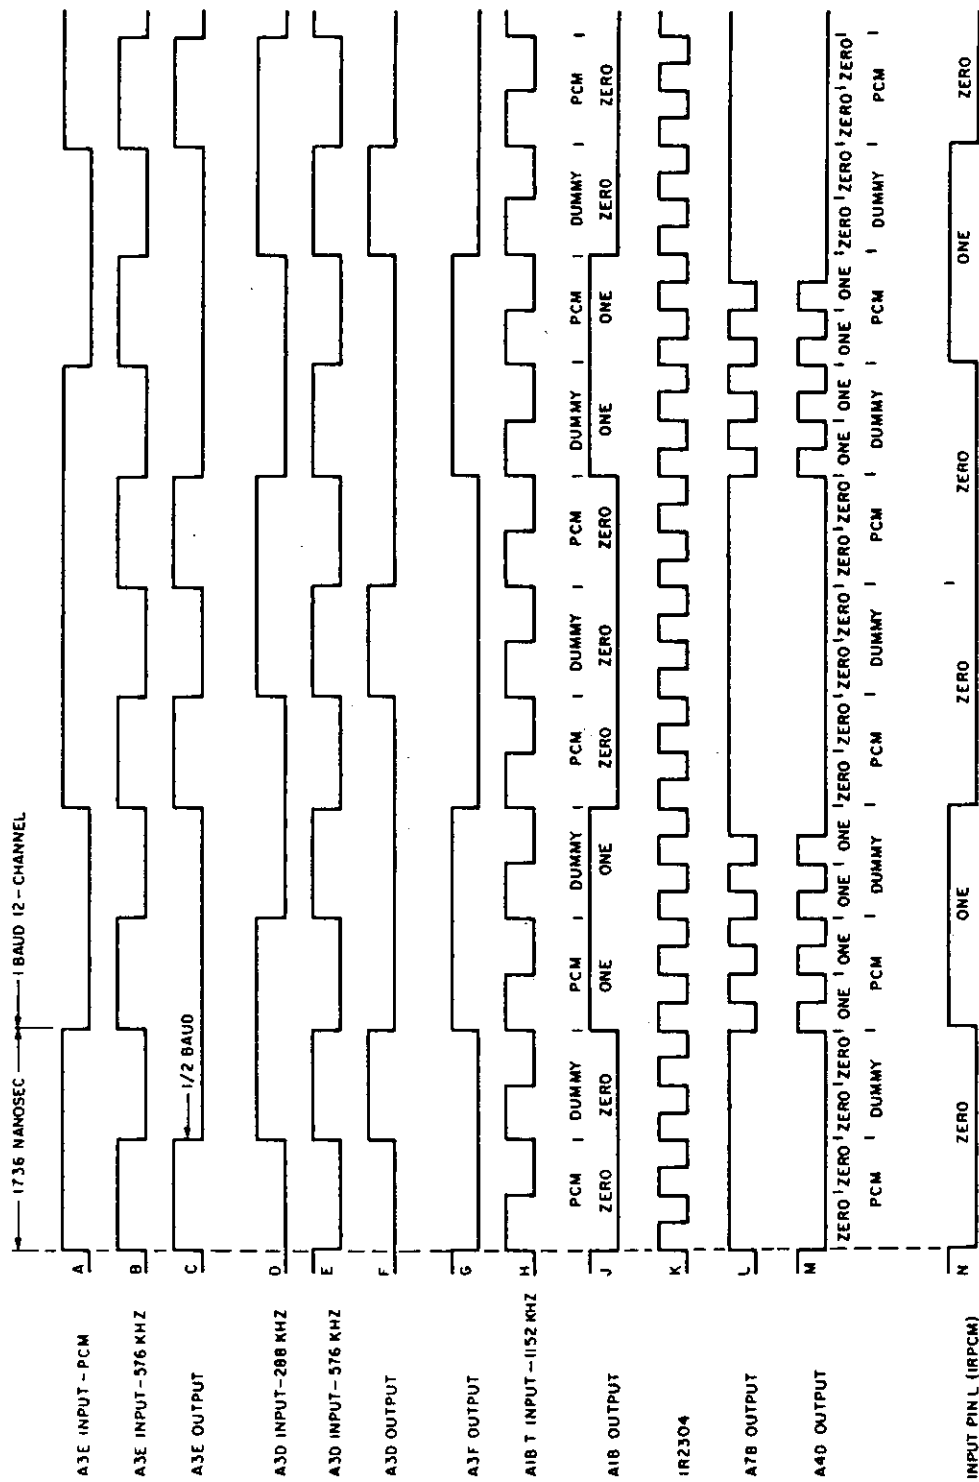 1736 NANOSEC 1 BAUD 12-CHANNEL
A3E INPUT-PCM A
A3E INPUT-576 KHZ B
A3E OUTPUT C
1/2 BAUD
A3D INPUT-288 KHZ D
A3D INPUT-576 KHZ E
A3D OUTPUT F
A3F OUTPUT G
A1B T INPUT-1152 KHZ H
PCM DUMMY PCM DUMMY PCM DUMMY PCM DUMMY PCM DUMMY PCM
A1B OUTPUT J ZERO ZERO ONE ONE ZERO ZERO ZERO ONE ONE ZERO ZERO
1R2304 K
A7B OUTPUT L
A4D OUTPUT M
ZERO ZERO ZERO ZERO ONE ONE ONE ONE ZERO ZERO ZERO ZERO ZERO ZERO ONE ONE ONE ONE ZERO ZERO ZERO ZERO
PCM DUMMY PCM DUMMY PCM DUMMY PCM DUMMY PCM DUMMY PCM
INPUT PIN L (IRPCM) N ZERO ONE ZERO ZERO ONE ZERO